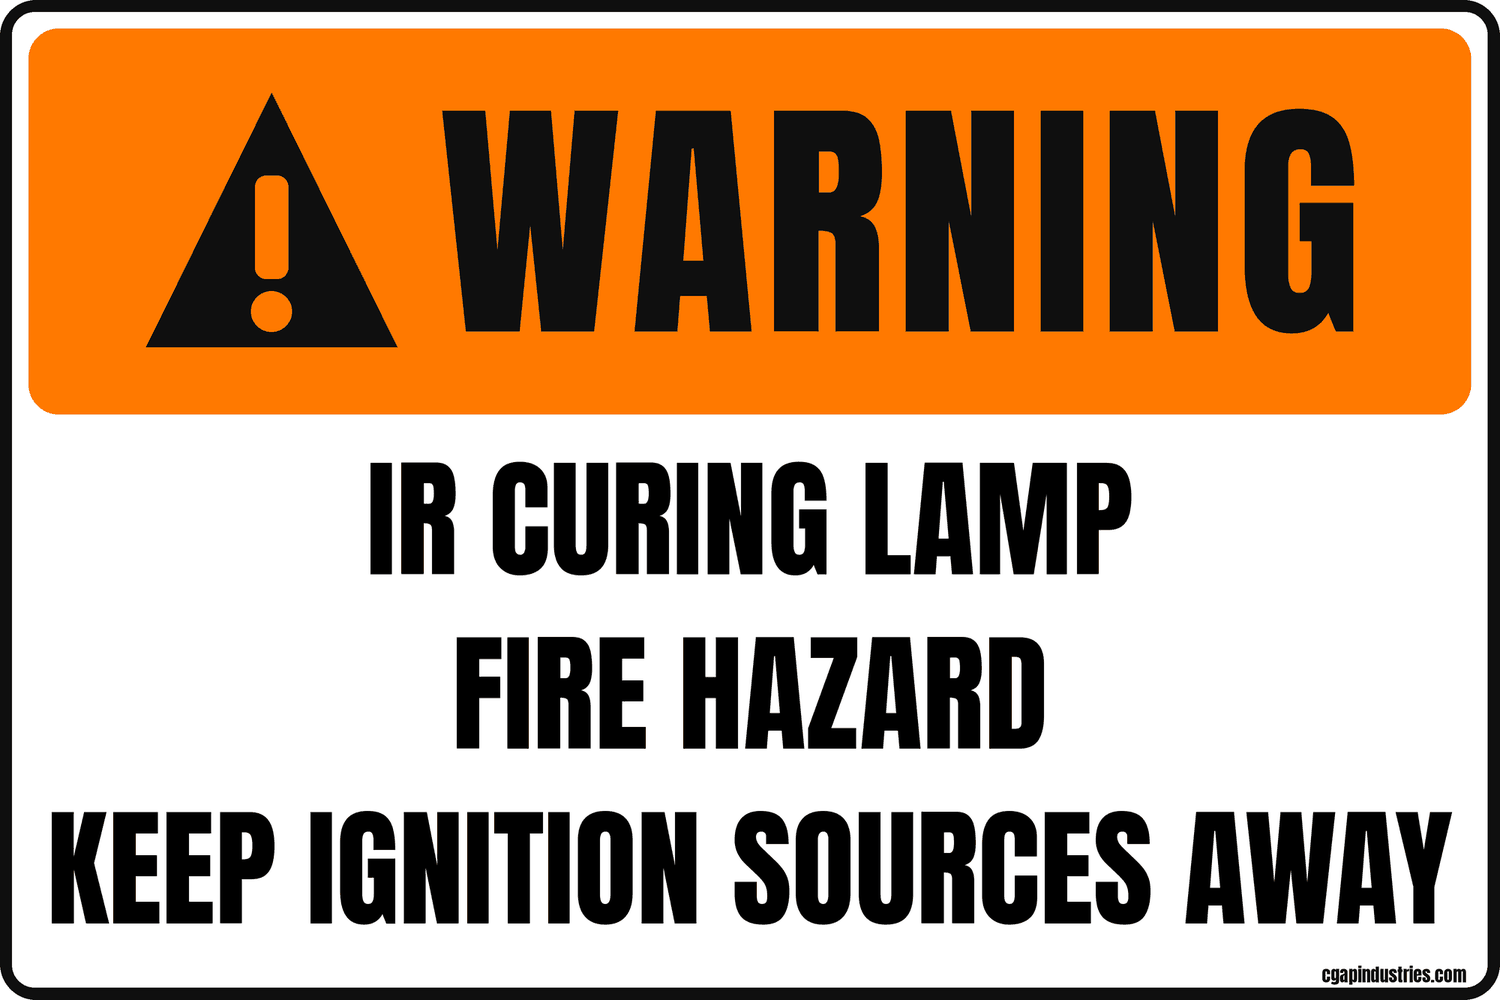 WARNING
IR CURING LAMP
FIRE HAZARD
KEEP IGNITION SOURCES AWAY
cgapindustries.com